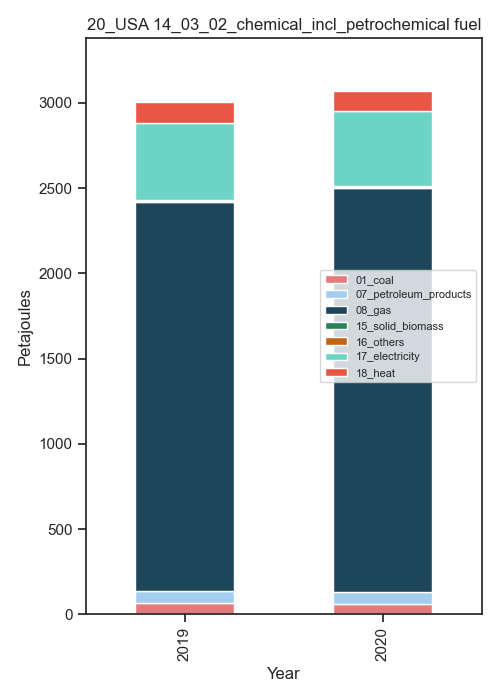 20_USA 14_03_02_chemical_incl_petrochemical fuel
3000
2500
2000
1500
1000
500
0
Petajoules
01_coal
07_petroleum_products
08_gas
15_solid_biomass
16_others
17_electricity
18_heat
2019
2020
Year